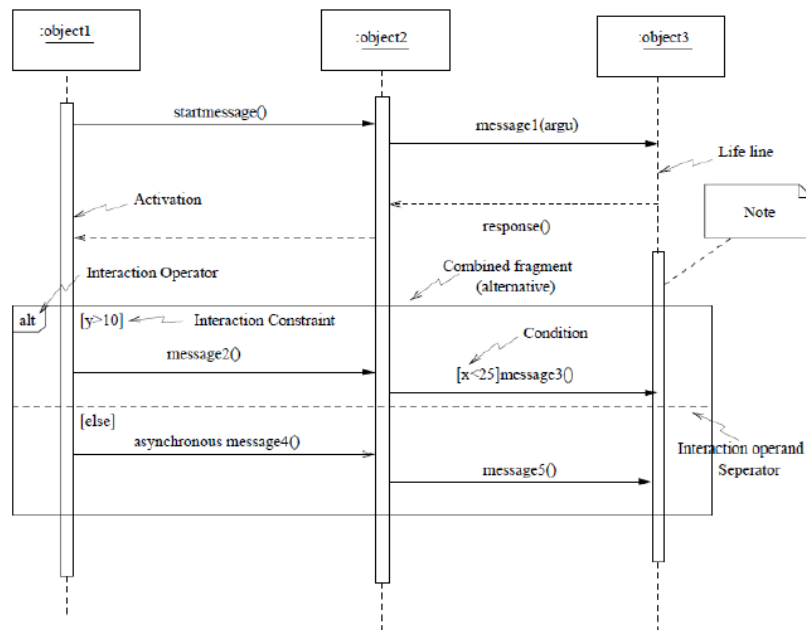 :object1
:object2
:object3
startmessage()
message1(argu)
Life line
Activation
Note
response()
Interaction Operator
Combined fragment
(alternative)
alt
[y>10]
Interaction Constraint
Condition
message2()
[x<25]message3()
[else]
asynchronous message4()
Interaction operand
Seperator
message5()